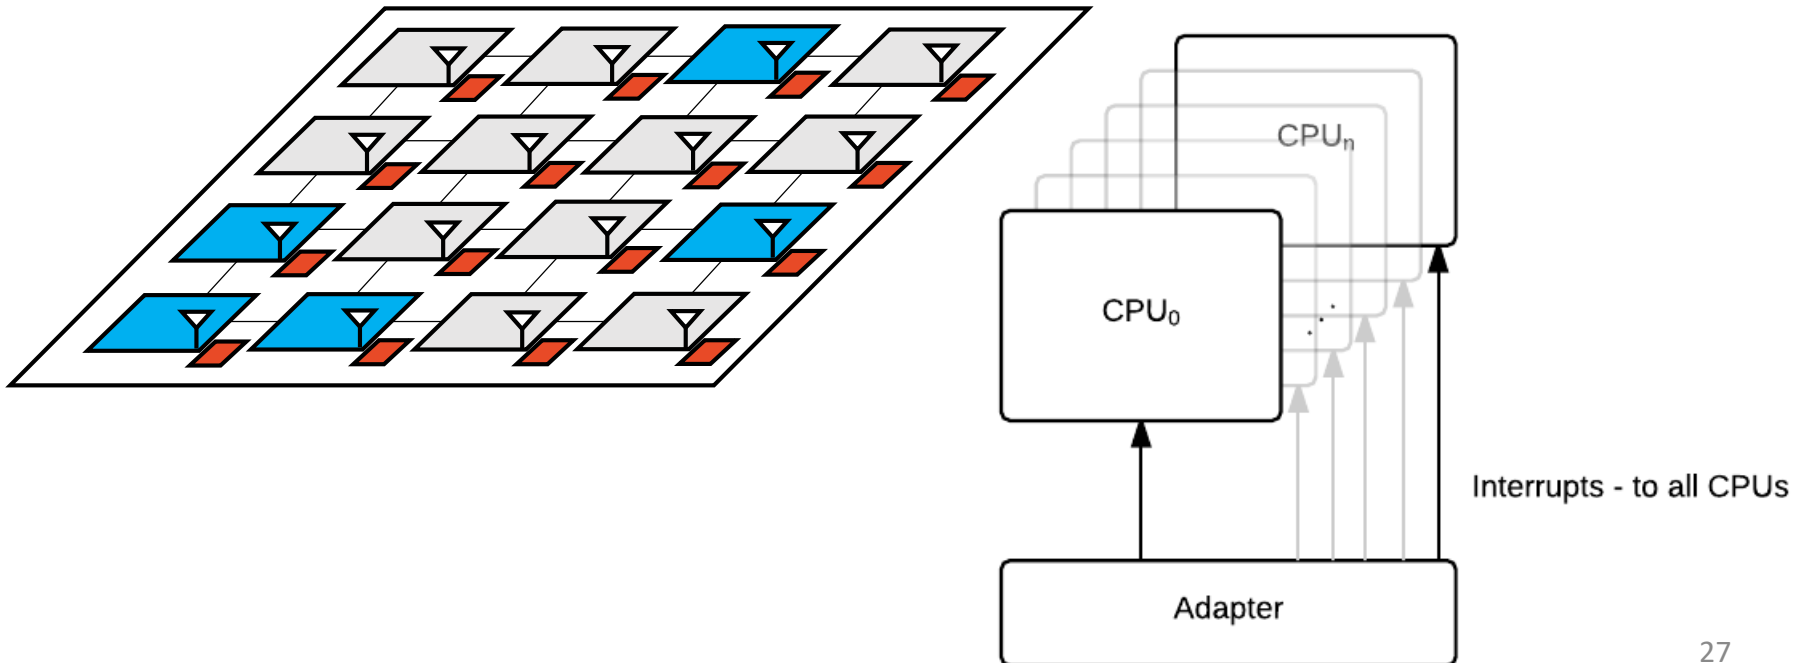 CPUₙ
CPU₀
Interrupts - to all CPUs
Adapter
27